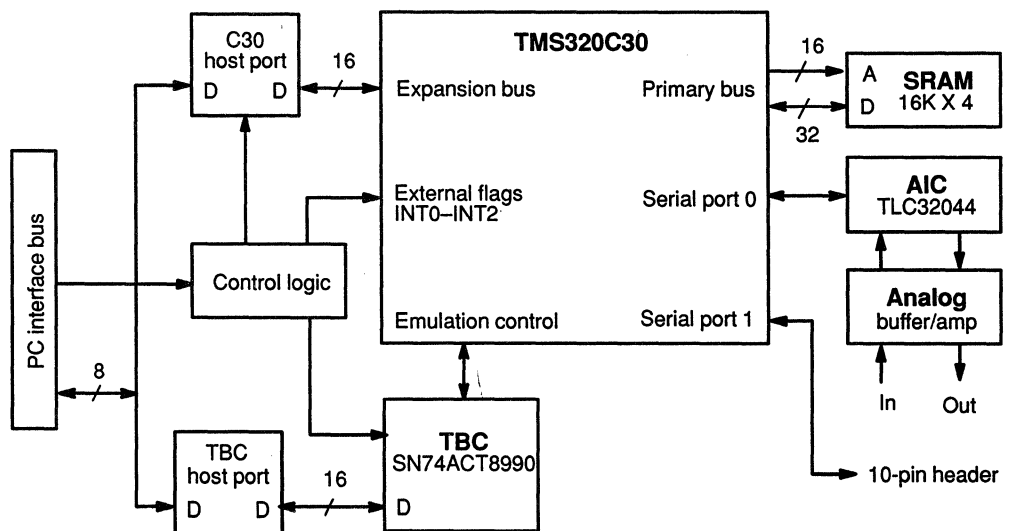 C30
host port
D D
16
TMS320C30
Expansion bus
Primary bus
16
32
A
D
SRAM
16K X 4
External flags
INT0–INT2
Serial port 0
AIC
TLC32044
PC interface bus
Control logic
Emulation control
Serial port 1
Analog
buffer/amp
In
Out
8
TBC
host port
D D
16
TBC
SN74ACT8990
D
10-pin header